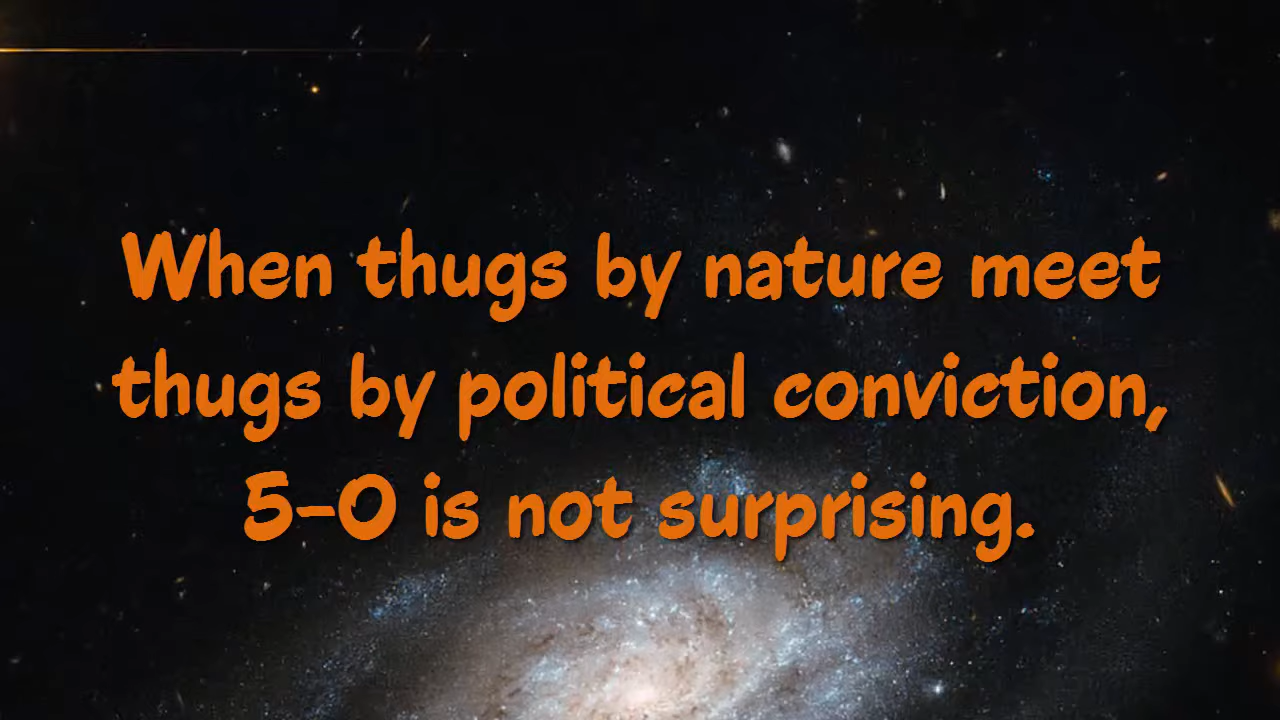 When thugs by nature meet
thugs by political conviction,
5-0 is not surprising.